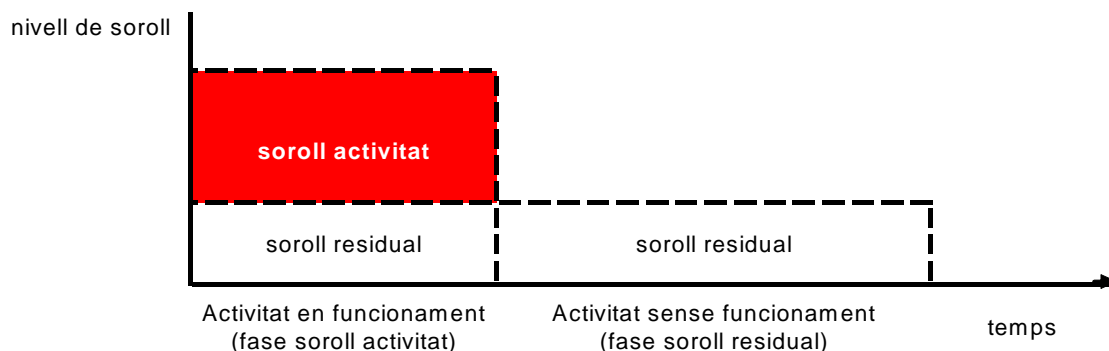 nivell de soroll
soroll activitat
soroll residual
soroll residual
Activitat en funcionament
(fase soroll activitat)
Activitat sense funcionament
(fase soroll residual)
temps